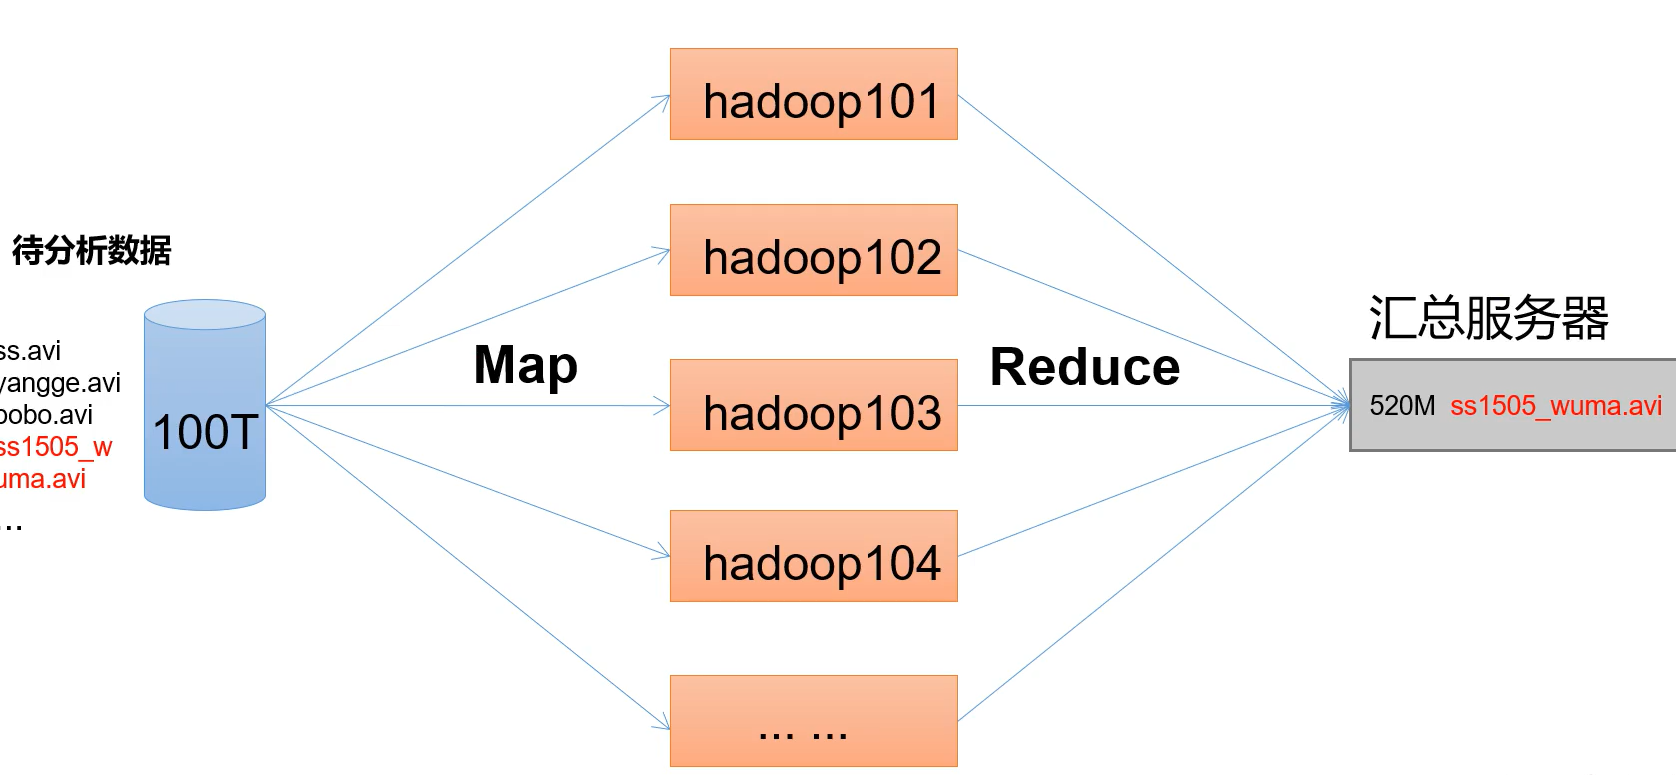 待分析数据
ss.avi
yangge.avi
bobo.avi
ss1505_w
uma.avi
...
100T
Map
hadoop101
hadoop102
hadoop103
hadoop104
... ...
Reduce
汇总服务器
520M ss1505_wuma.avi